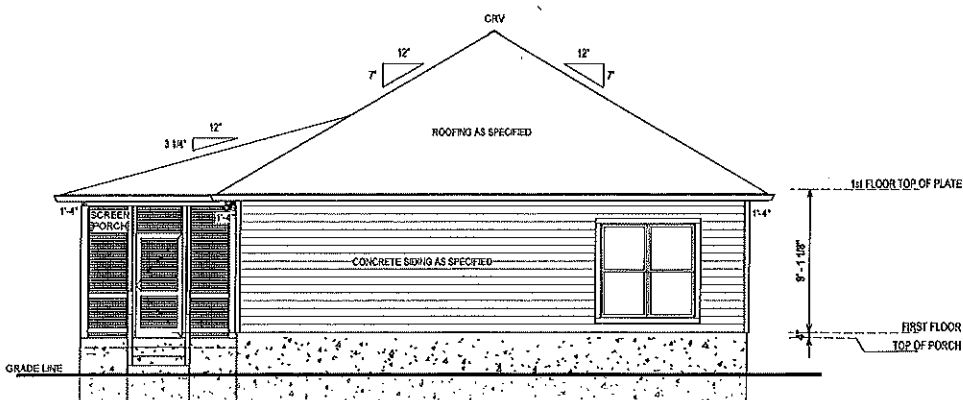 CRV
12"
7"
12"
7"
12"
3 1/4"
ROOFING AS SPECIFIED
1st FLOOR TOP OF PLATE
1'-4"
SCREEN
PORCH
1'-4"
1'-4"
CONCRETE SIDING AS SPECIFIED
9'-1 1/8"
FIRST FLOOR
4"
TOP OF PORCH
GRADE LINE